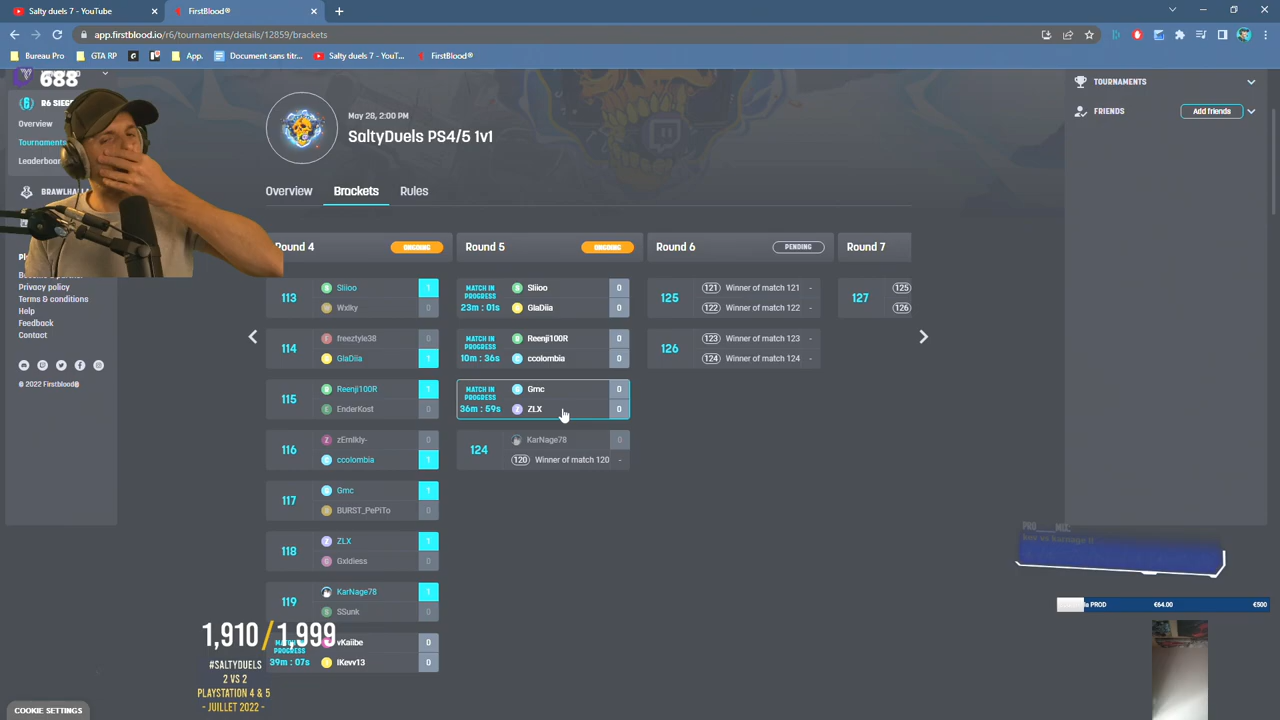 Salty duels 7 - YouTube
FirstBlood®
app.firstblood.io/r6/tournaments/details/12859/brackets
Bureau Pro
GTA RP
App.
Document sans titr...
Salty duels 7 - YouT...
FirstBlood®
688
R6 SIEG
Overview
Tournaments
Leaderboar
BRAWLHALL
Privacy policy
Terms & conditions
Help
Feedback
Contact
© 2022 Firstblood®
May 28, 2:00 PM
SaltyDuels PS4/5 1v1
Overview
Brackets
Rules
TOURNAMENTS
FRIENDS
Add friends
Round 4
ONGOING
113
Sliioo
1
Wxlky
0
114
freeztyle38
0
GlaDiia
1
115
Reenji100R
1
EnderKost
0
116
zEmlkly-
0
ccolombia
1
117
Gmc
1
BURST_PePiTo
0
118
ZLX
1
Gxldiess
0
119
KarNage78
1
SSunk
0
MATCH IN
PROGRESS
39m : 07s
vKaiibe
0
IKevv13
0
Round 5
ONGOING
MATCH IN
PROGRESS
23m : 01s
Sliioo
0
GlaDiia
0
MATCH IN
PROGRESS
10m : 36s
Reenji100R
0
ccolombia
0
MATCH IN
PROGRESS
36m : 59s
Gmc
0
ZLX
0
124
KarNage78
0
120
Winner of match 120
-
Round 6
PENDING
125
121
Winner of match 121
-
122
Winner of match 122
-
126
123
Winner of match 123
-
124
Winner of match 124
-
Round 7
127
125
126
1,910/1,999
#SALTYDUELS
2 VS 2
PLAYSTATION 4 & 5
- JUILLET 2022 -
PROD
€64.00
€500
COOKIE SETTINGS